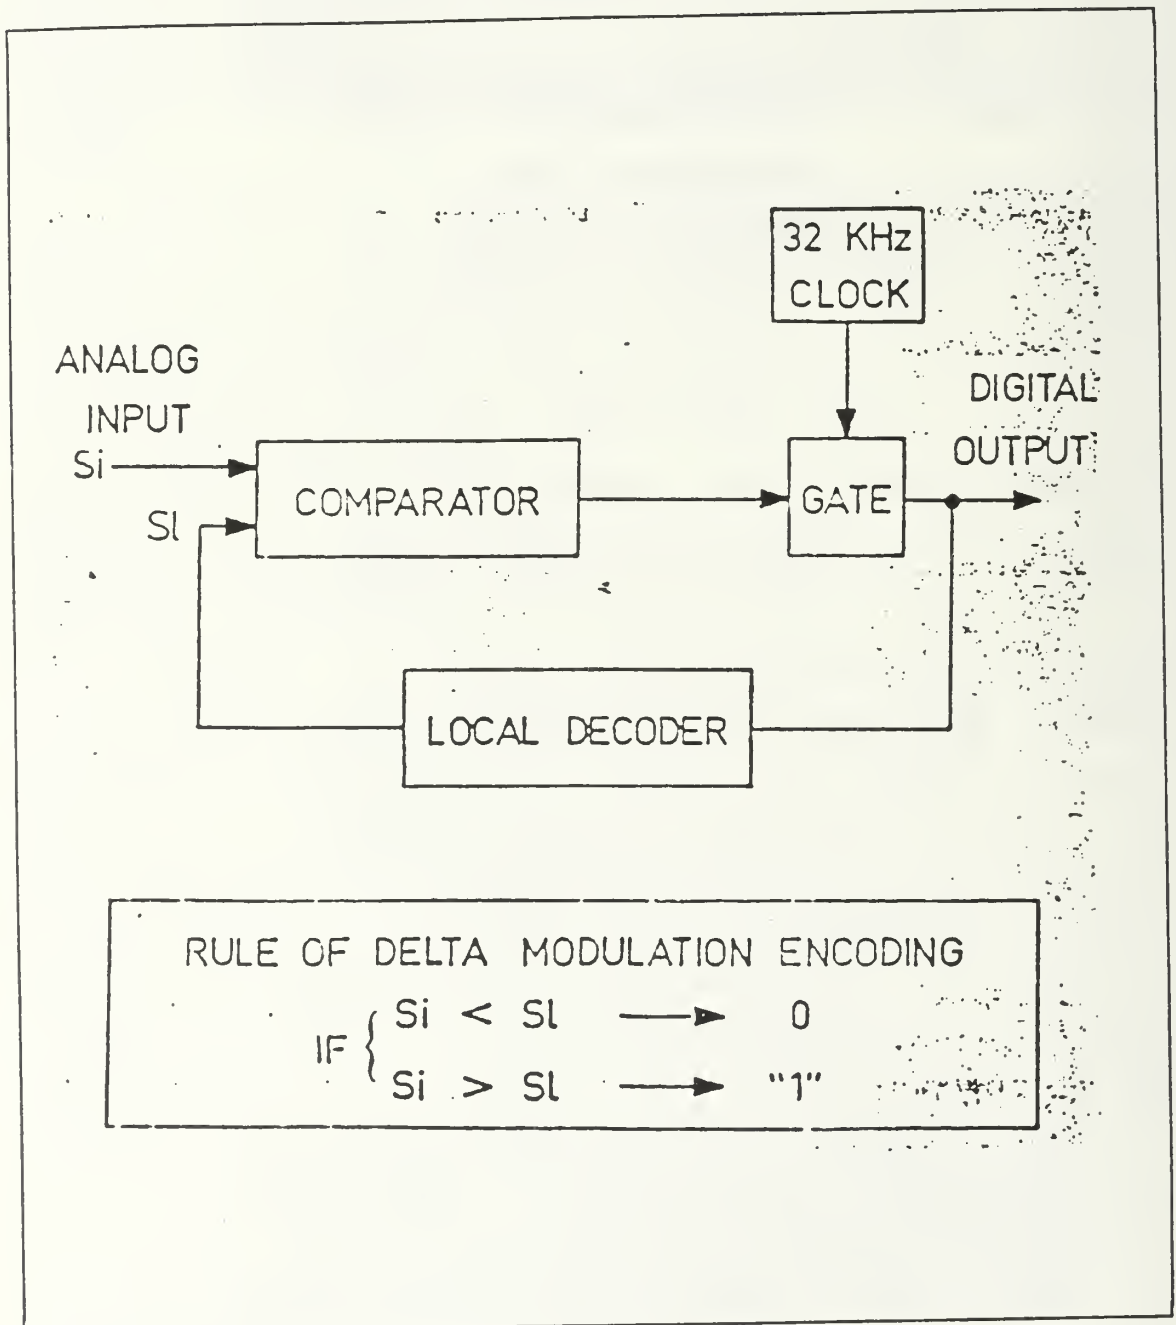 32 KHz
CLOCK
ANALOG
INPUT
Si
Sl
COMPARATOR
GATE
DIGITAL
OUTPUT
LOCAL DECODER
RULE OF DELTA MODULATION ENCODING
IF { Si < Sl → 0
Si > Sl → "1"